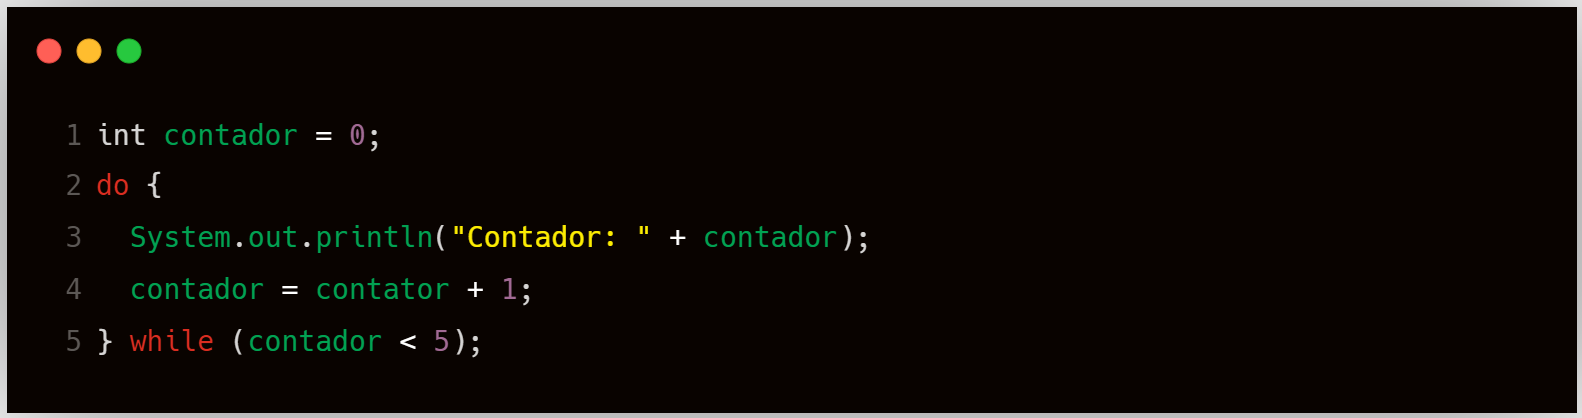 1 int contador = 0;
2 do {
3   System.out.println("Contador: " + contador);
4   contador = contator + 1;
5 } while (contador < 5);